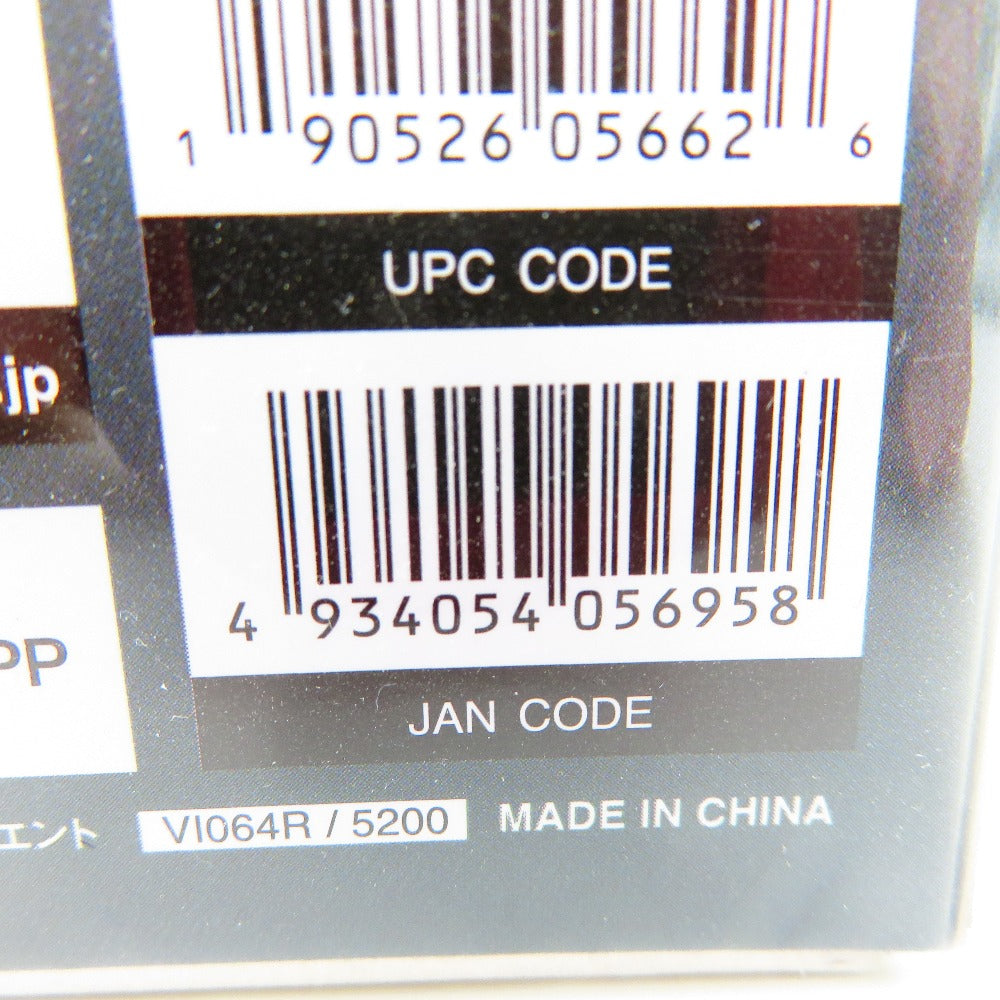 1 90526 05662 6
UPC CODE
.jp
4 934054 056958
JAN CODE
PP
エント
VI064R / 5200
MADE IN CHINA